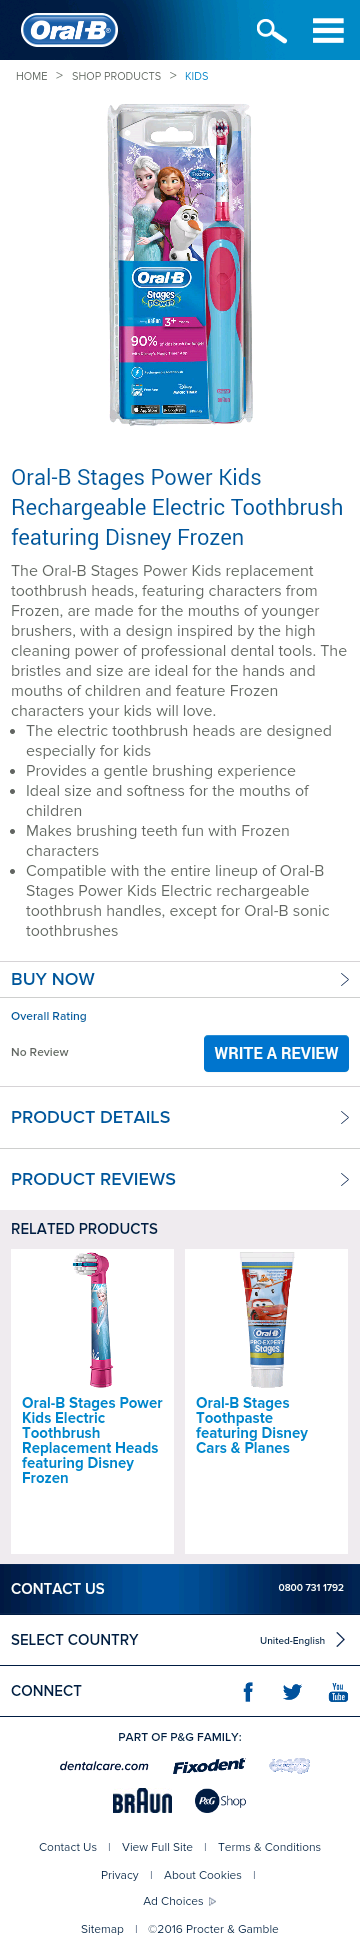 Oral-B
HOME > SHOP PRODUCTS > KIDS
Oral-B
Stages
POWER
BRAUN 3+ Years
90%
Disney
BRAUN
Oral-B Stages Power Kids
Rechargeable Electric Toothbrush
featuring Disney Frozen
The Oral-B Stages Power Kids replacement
toothbrush heads, featuring characters from
Frozen, are made for the mouths of younger
brushers, with a design inspired by the high
cleaning power of professional dental tools. The
bristles and size are ideal for the hands and
mouths of children and feature Frozen
characters your kids will love.
• The electric toothbrush heads are designed
especially for kids
• Provides a gentle brushing experience
• Ideal size and softness for the mouths of
children
• Makes brushing teeth fun with Frozen
characters
• Compatible with the entire lineup of Oral-B
Stages Power Kids Electric rechargeable
toothbrush handles, except for Oral-B sonic
toothbrushes
BUY NOW
Overall Rating
No Review
WRITE A REVIEW
PRODUCT DETAILS
PRODUCT REVIEWS
RELATED PRODUCTS
Oral-B
PRO-EXPERT
Stages
Oral-B Stages Power
Kids Electric
Toothbrush
Replacement Heads
featuring Disney
Frozen
Oral-B Stages
Toothpaste
featuring Disney
Cars & Planes
CONTACT US 0800 731 1792
SELECT COUNTRY United-English
CONNECT You Tube
PART OF P&G FAMILY:
dentalcare.com Fixodent
BRAUN P&G Shop
Contact Us | View Full Site | Terms & Conditions
Privacy | About Cookies |
Ad Choices
Sitemap | ©2016 Procter & Gamble